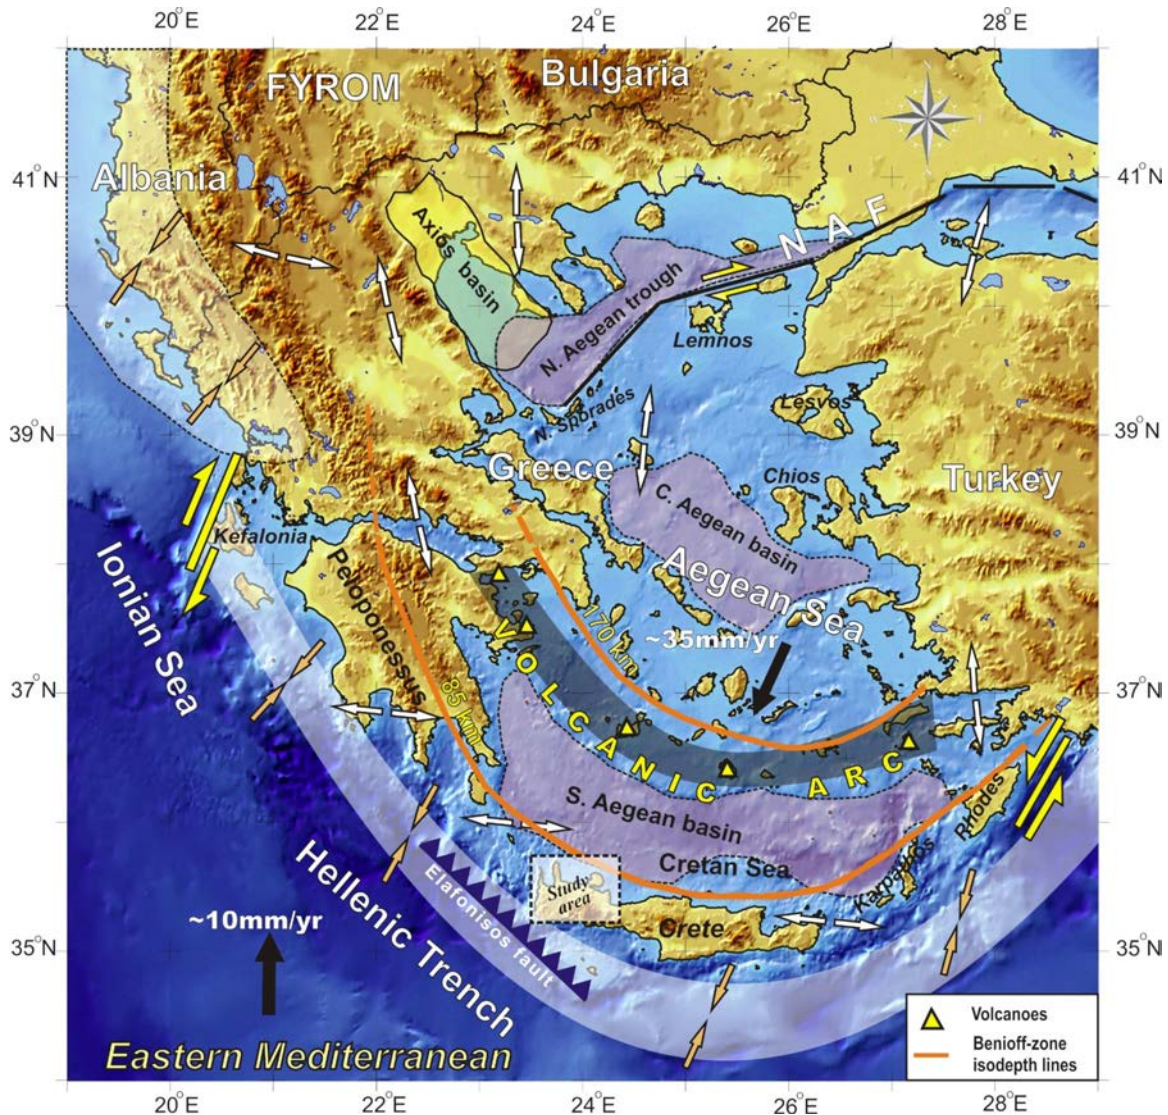 20°E
22°E
24°E
26°E
28°E
FYROM
Bulgaria
41°N
41°N
Albania
Axios
basin
N A F
N. Aegean trough
Lemnos
N. Sporades
Lesvos
39°N
39°N
Greece
Turkey
Chios
C. Aegean basin
Kefalonia
Ionian Sea
Aegean Sea
Peloponessus
~35mm/yr
170 km
85 km
37°N
37°N
VOLCANIC ARC
S. Aegean basin
Rhodes
Cretan Sea
Karpathos
Study
area
Elafonisos fault
Hellenic Trench
Crete
~10mm/yr
35°N
35°N
Eastern Mediterranean
Volcanoes
Benioff-zone
isodepth lines
20°E
22°E
24°E
26°E
28°E